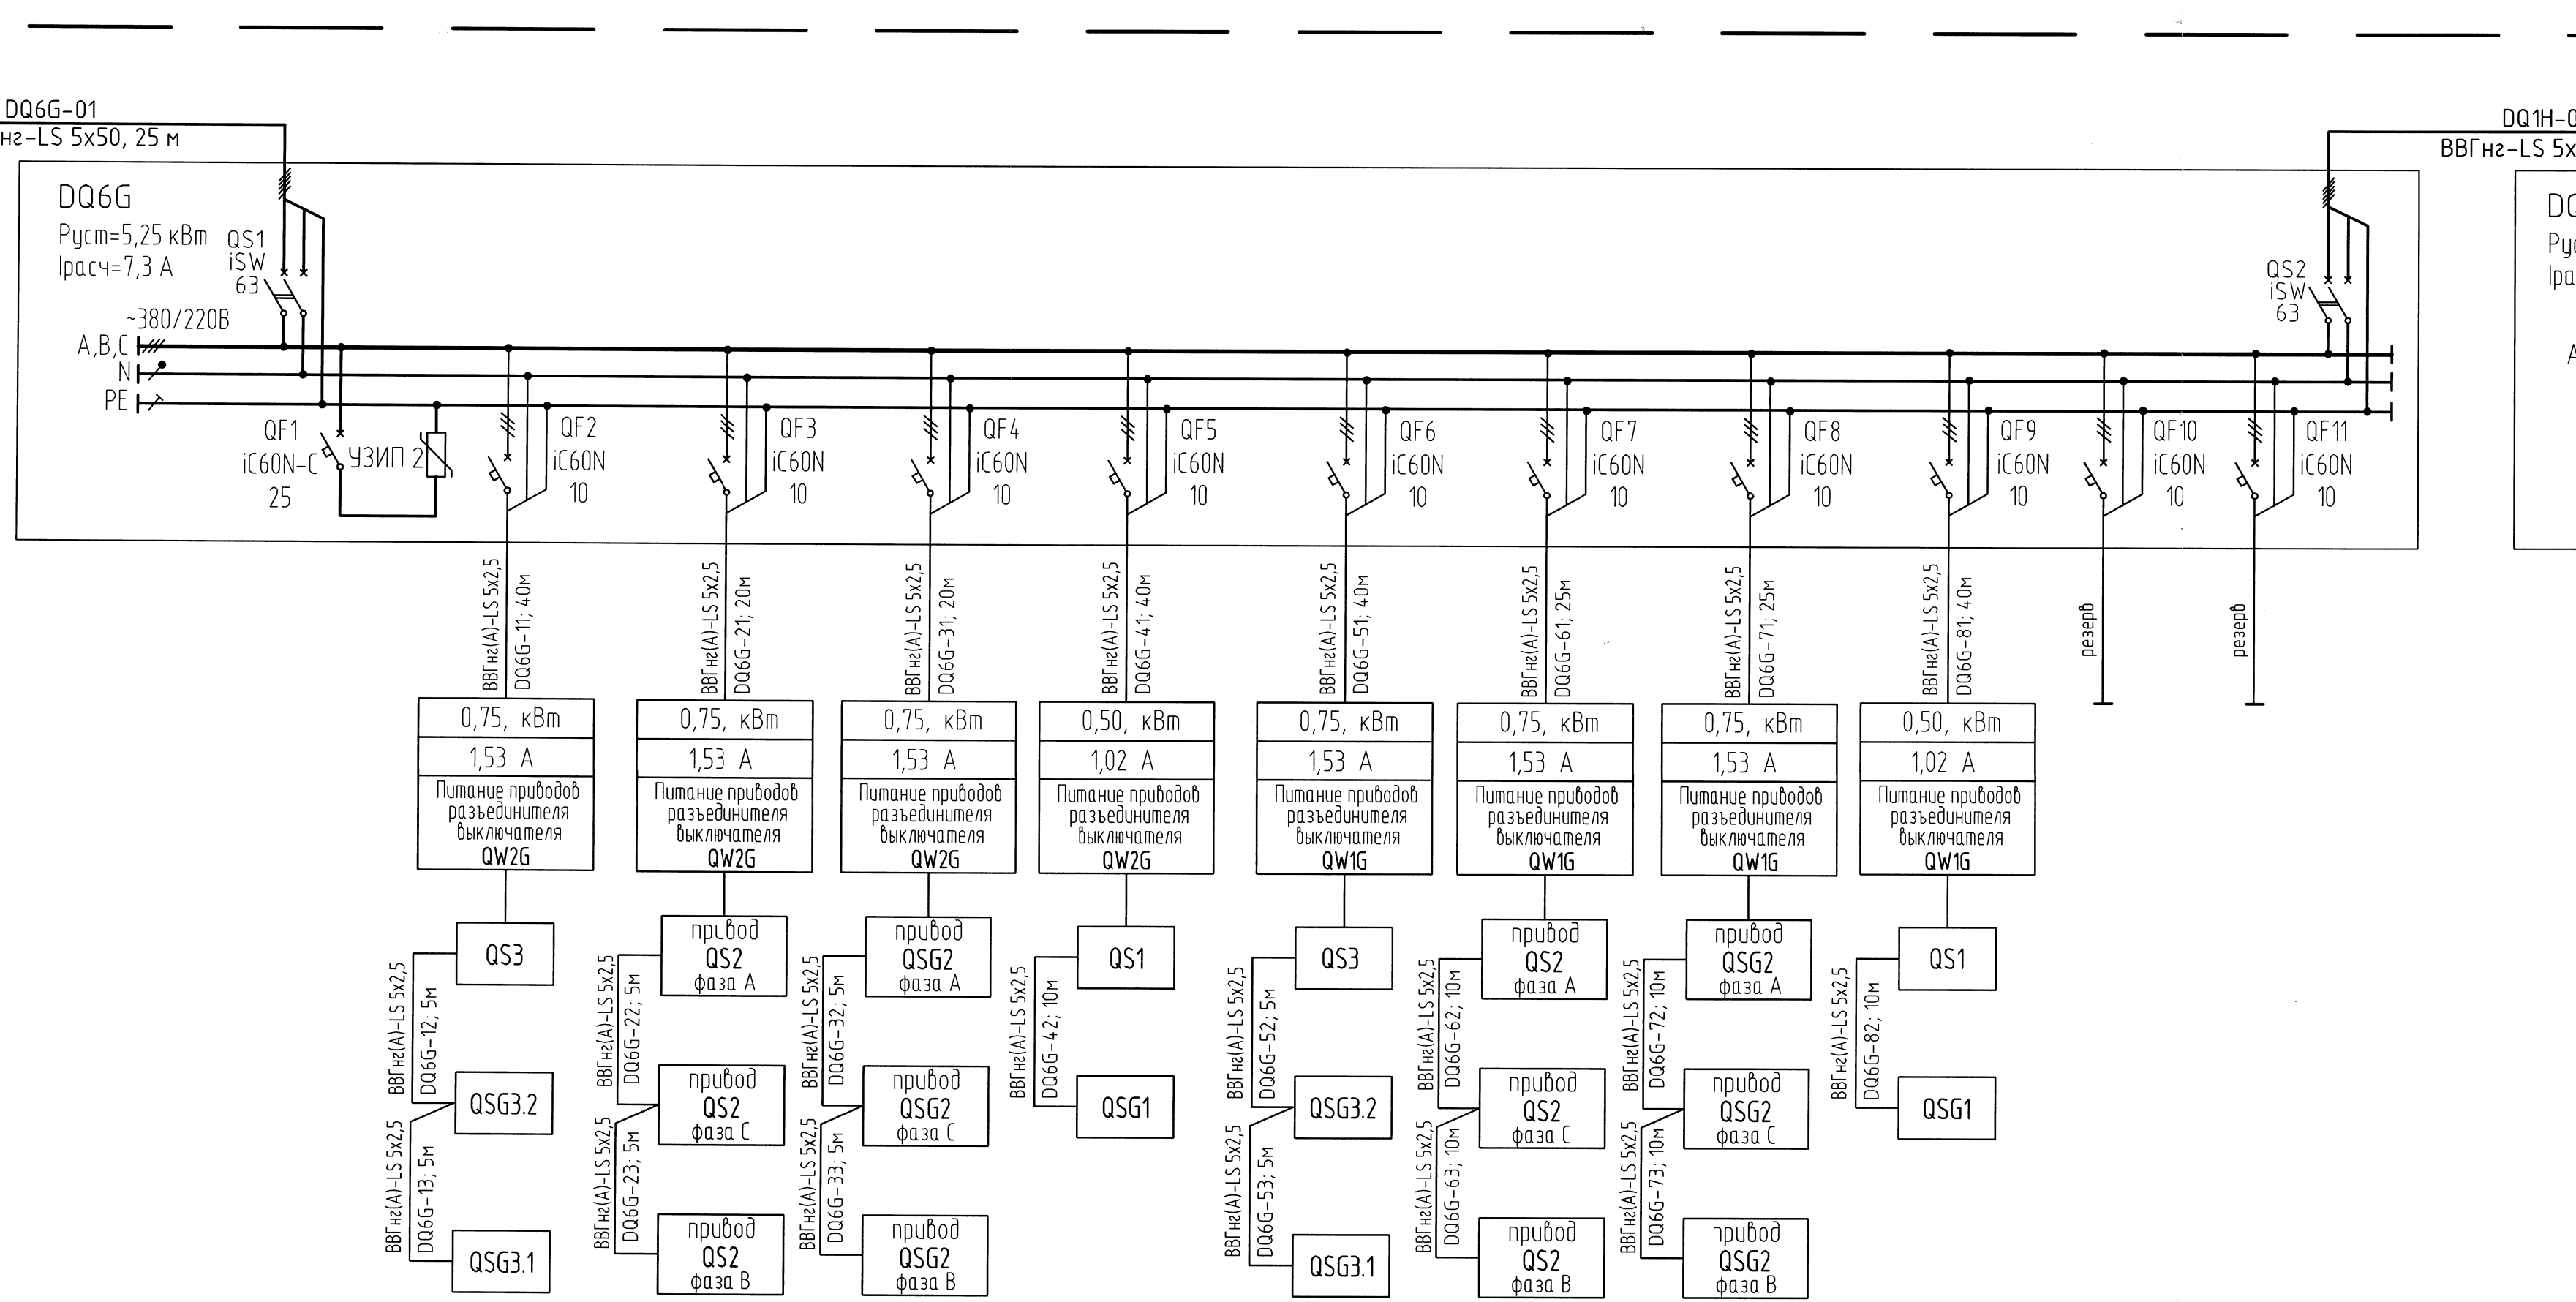 DQ6G-01
нг-LS 5x50, 25 м
DQ6G
Руст=5,25 кВт
Iрасч=7,3 А
QS1
iSW
63
~380/220В
A,B,C
N
PE
QF1
iC60N-C
25
УЗИП 2
QF2
iC60N
10
QF3
iC60N
10
QF4
iC60N
10
QF5
iC60N
10
QF6
iC60N
10
QF7
iC60N
10
QF8
iC60N
10
QF9
iC60N
10
QF10
iC60N
10
QF11
iC60N
10
QS2
iSW
63
DQ1H-0
ВВГнг-LS 5x
ВВГнг(А)-LS 5x2,5
DQ6G-11; 40м
ВВГнг(А)-LS 5x2,5
DQ6G-21; 20м
ВВГнг(А)-LS 5x2,5
DQ6G-31; 20м
ВВГнг(А)-LS 5x2,5
DQ6G-41; 40м
ВВГнг(А)-LS 5x2,5
DQ6G-51; 40м
ВВГнг(А)-LS 5x2,5
DQ6G-61; 25м
ВВГнг(А)-LS 5x2,5
DQ6G-71; 25м
ВВГнг(А)-LS 5x2,5
DQ6G-81; 40м
резерв
резерв
0,75, кВт
1,53 А
Питание приводов
разъединителя
выключателя
QW2G
0,75, кВт
1,53 А
Питание приводов
разъединителя
выключателя
QW2G
0,75, кВт
1,53 А
Питание приводов
разъединителя
выключателя
QW2G
0,50, кВт
1,02 А
Питание приводов
разъединителя
выключателя
QW2G
0,75, кВт
1,53 А
Питание приводов
разъединителя
выключателя
QW1G
0,75, кВт
1,53 А
Питание приводов
разъединителя
выключателя
QW1G
0,75, кВт
1,53 А
Питание приводов
разъединителя
выключателя
QW1G
0,50, кВт
1,02 А
Питание приводов
разъединителя
выключателя
QW1G
QS3
ВВГнг(А)-LS 5x2,5
DQ6G-12; 5м
QSG3.2
ВВГнг(А)-LS 5x2,5
DQ6G-13; 5м
QSG3.1
привод
QS2
фаза А
ВВГнг(А)-LS 5x2,5
DQ6G-22; 5м
привод
QS2
фаза С
ВВГнг(А)-LS 5x2,5
DQ6G-23; 5м
привод
QS2
фаза В
привод
QSG2
фаза А
ВВГнг(А)-LS 5x2,5
DQ6G-32; 5м
привод
QSG2
фаза С
ВВГнг(А)-LS 5x2,5
DQ6G-33; 5м
привод
QSG2
фаза В
QS1
ВВГнг(А)-LS 5x2,5
DQ6G-42; 10м
QSG1
QS3
ВВГнг(А)-LS 5x2,5
DQ6G-52; 5м
QSG3.2
ВВГнг(А)-LS 5x2,5
DQ6G-53; 5м
QSG3.1
привод
QS2
фаза А
ВВГнг(А)-LS 5x2,5
DQ6G-62; 10м
привод
QS2
фаза С
ВВГнг(А)-LS 5x2,5
DQ6G-63; 10м
привод
QS2
фаза В
привод
QSG2
фаза А
ВВГнг(А)-LS 5x2,5
DQ6G-72; 10м
привод
QSG2
фаза С
ВВГнг(А)-LS 5x2,5
DQ6G-73; 10м
привод
QSG2
фаза В
QS1
ВВГнг(А)-LS 5x2,5
DQ6G-82; 10м
QSG1